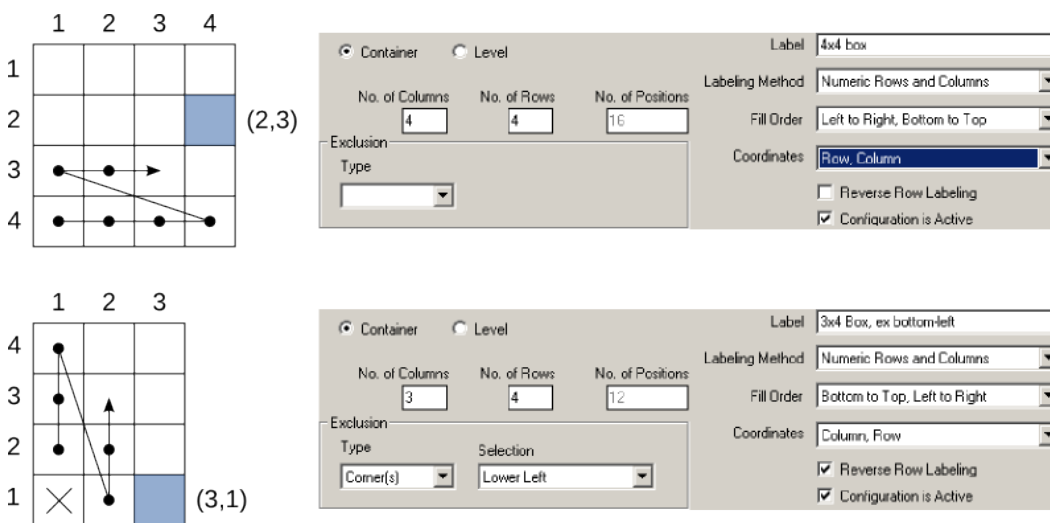 1 2 3 4
1
2 (2,3)
3
4
Container Level
No. of Columns No. of Rows No. of Positions
4 4 16
Exclusion
Type
Label 4x4 box
Labeling Method Numeric Rows and Columns
Fill Order Left to Right, Bottom to Top
Coordinates Row, Column
Reverse Row Labeling
Configuration is Active
1 2 3
4
3
2
1 (3,1)
Container Level
No. of Columns No. of Rows No. of Positions
3 4 12
Exclusion
Type Selection
Corner(s) Lower Left
Label 3x4 Box, ex bottom-left
Labeling Method Numeric Rows and Columns
Fill Order Bottom to Top, Left to Right
Coordinates Column, Row
Reverse Row Labeling
Configuration is Active